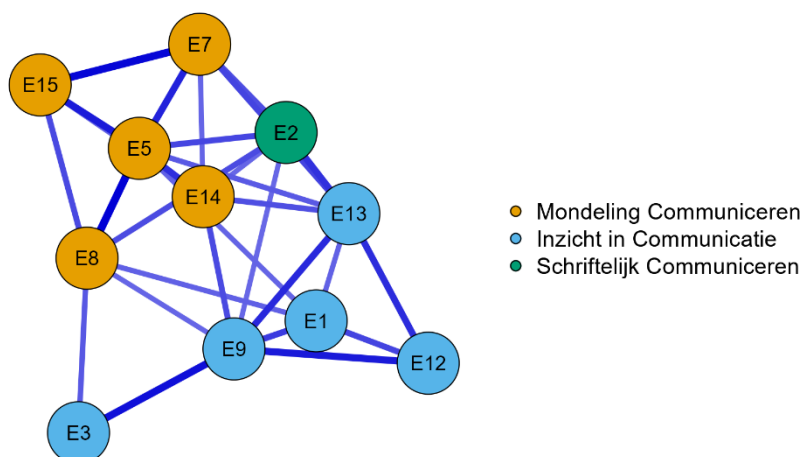 E7
E15
E2
E5
E14
E13
E8
E1
E9
E12
E3
Mondeling Communiceren
Inzicht in Communicatie
Schriftelijk Communiceren